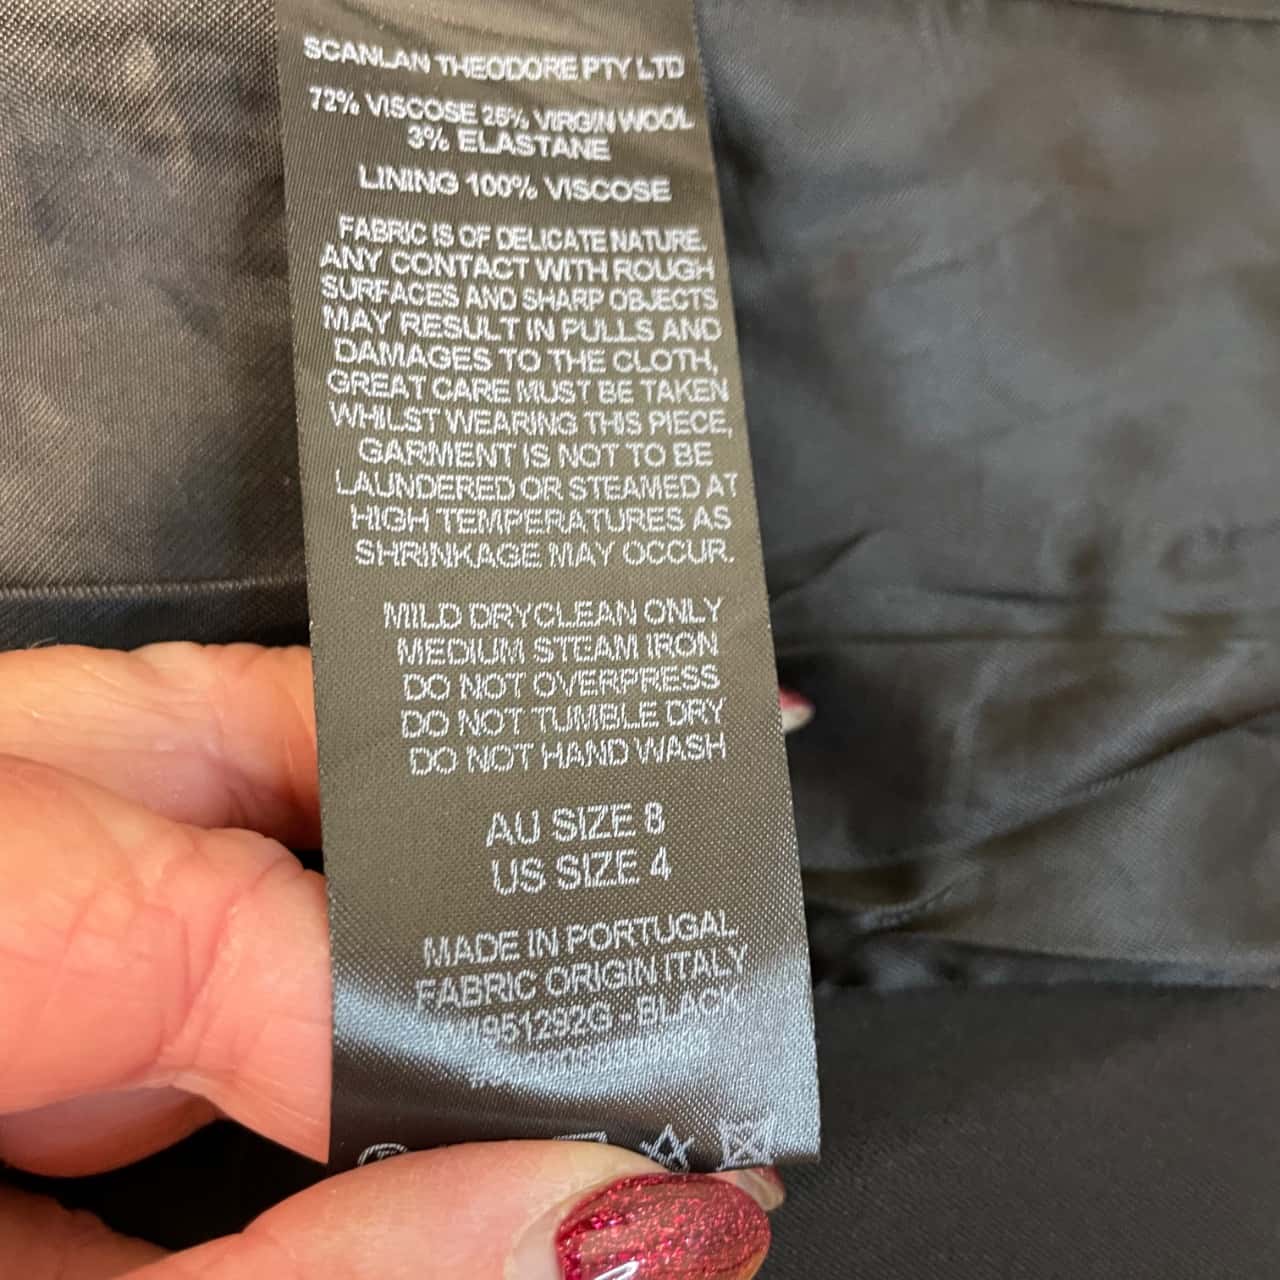 SCANLAN THEODORE PTY LTD
72% VISCOSE 25% VIRGIN WOOL
3% ELASTANE
LINING 100% VISCOSE
FABRIC IS OF DELICATE NATURE.
ANY CONTACT WITH ROUGH
SURFACES AND SHARP OBJECTS
MAY RESULT IN PULLS AND
DAMAGES TO THE CLOTH,
GREAT CARE MUST BE TAKEN
WHILST WEARING THIS PIECE,
GARMENT IS NOT TO BE
LAUNDERED OR STEAMED AT
HIGH TEMPERATURES AS
SHRINKAGE MAY OCCUR.
MILD DRYCLEAN ONLY
MEDIUM STEAM IRON
DO NOT OVERPRESS
DO NOT TUMBLE DRY
DO NOT HAND WASH
AU SIZE 8
US SIZE 4
MADE IN PORTUGAL
FABRIC ORIGIN ITALY
- BLACK